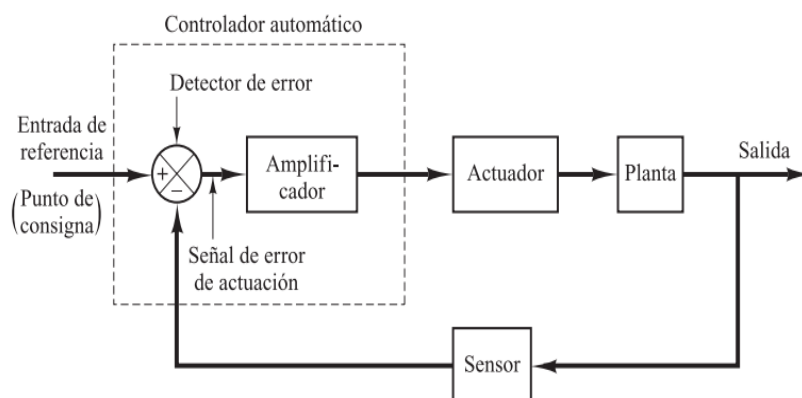 Controlador automático
Detector de error
Entrada de
referencia
(Punto de
consigna)
+
−
Amplifi-
cador
Señal de error
de actuación
Actuador
Planta
Salida
Sensor